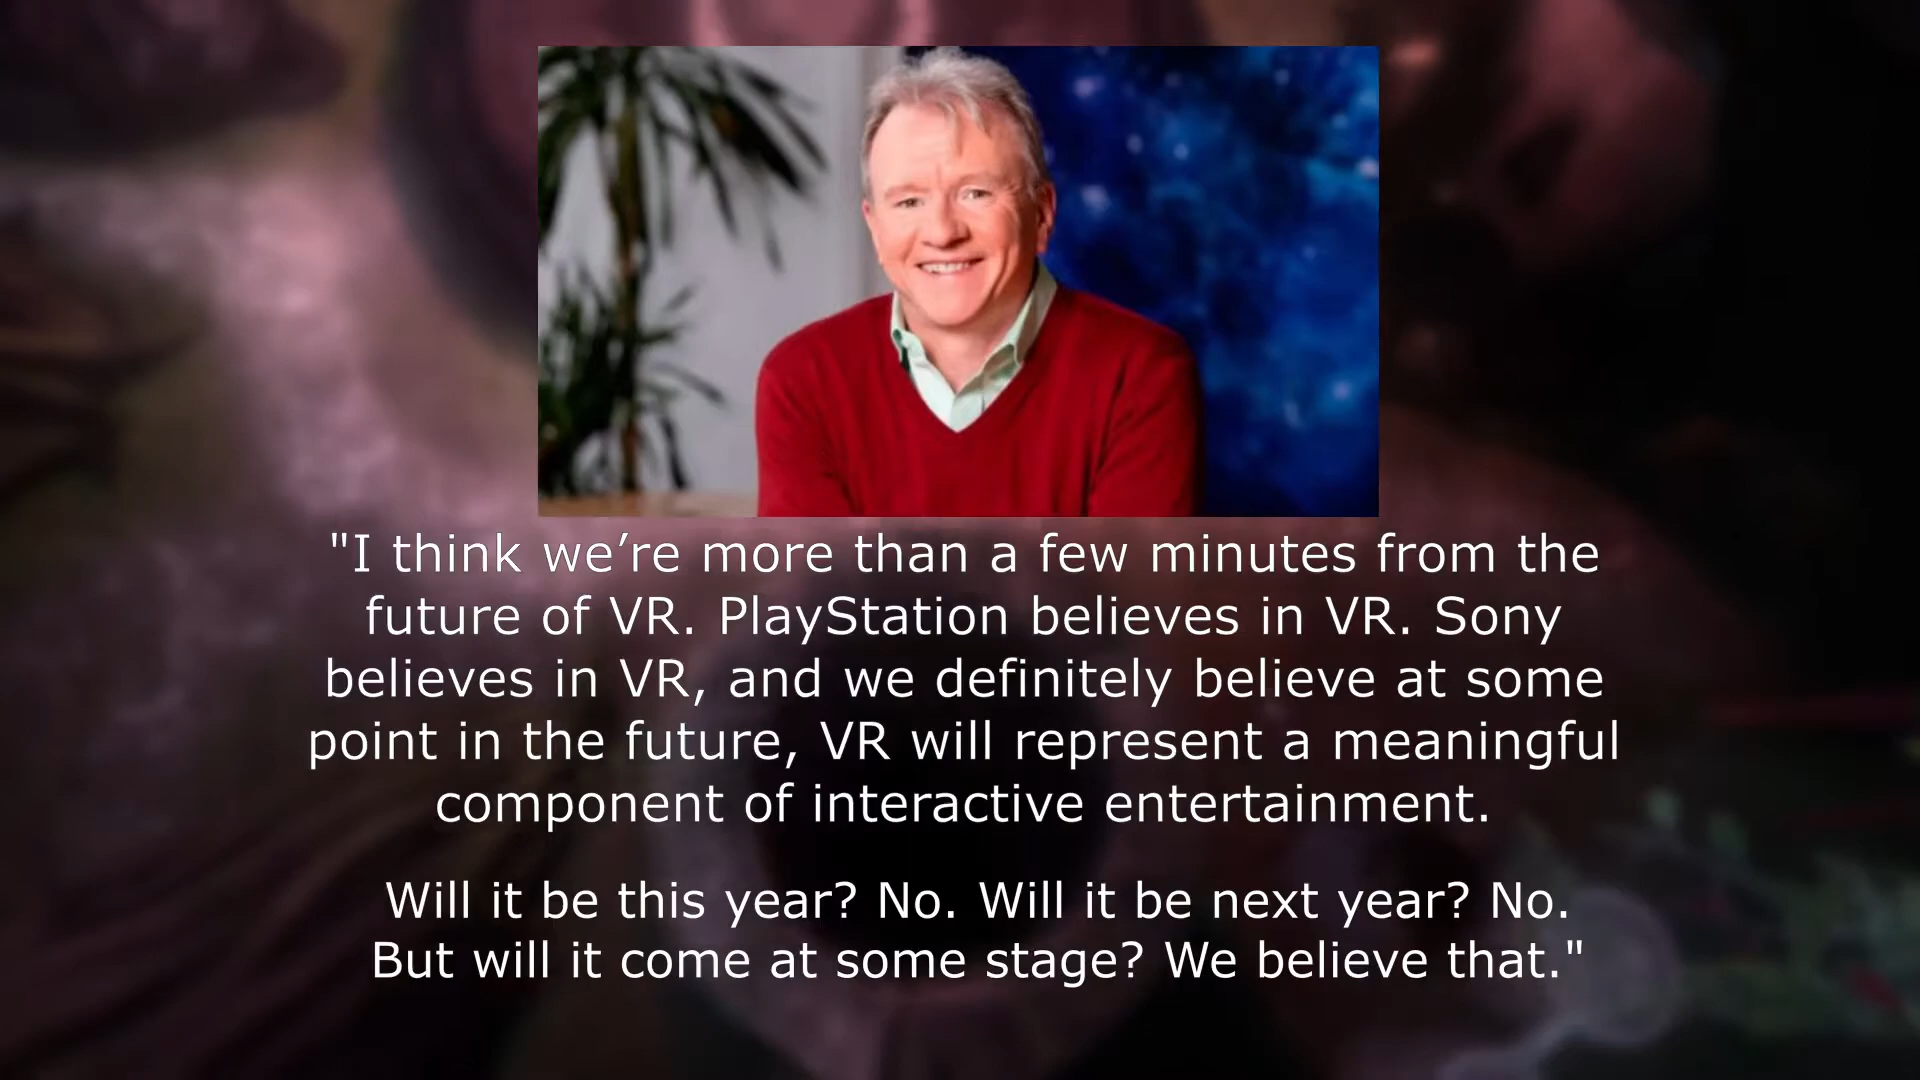 "I think we’re more than a few minutes from the
future of VR. PlayStation believes in VR. Sony
believes in VR, and we definitely believe at some
point in the future, VR will represent a meaningful
component of interactive entertainment.
Will it be this year? No. Will it be next year? No.
But will it come at some stage? We believe that."